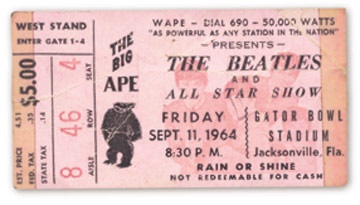 WEST STAND
ENTER GATE 1-4
$5.00
4.51 .35 .14
EST. PRICE FED. TAX STATE TAX
4 SEAT
46 ROW
8 AISLE
THE
BIG
APE
WAPE - DIAL 690 - 50,000 WATTS
"AS POWERFUL AS ANY STATION IN THE NATION"
- PRESENTS -
THE BEATLES
AND
ALL STAR SHOW
FRIDAY
SEPT. 11, 1964
8:30 P.M.
GATOR BOWL
STADIUM
Jacksonville, Fla.
RAIN OR SHINE
NOT REDEEMABLE FOR CASH